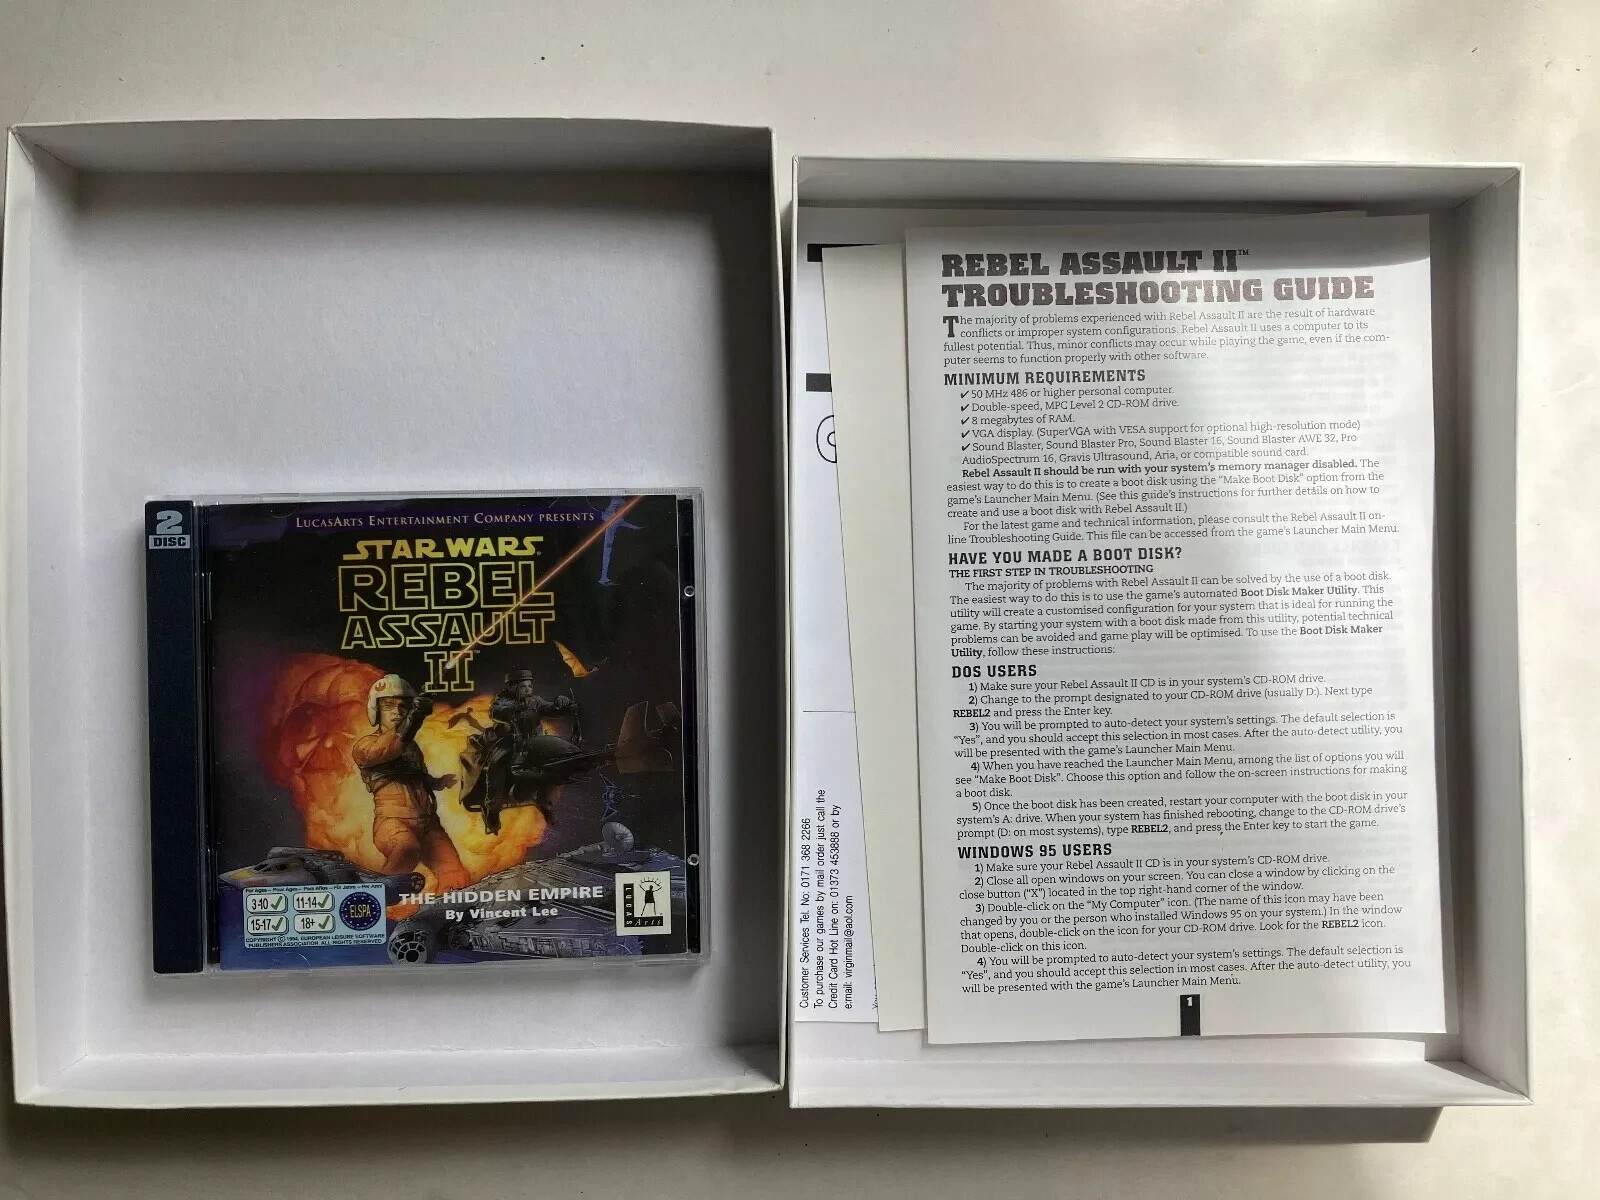 2
DISC
LUCASARTS ENTERTAINMENT COMPANY PRESENTS
STAR WARS
REBEL
ASSAULT
II
THE HIDDEN EMPIRE
By Vincent Lee
LUCAS
Arts
3-10 ✓ 11-14 ✓
15-17 ✓ 18+ ✓
ELSPA
COPYRIGHT © 1994, EUROPEAN LEISURE SOFTWARE
PUBLISHERS ASSOCIATION. ALL RIGHTS RESERVED
Customer Services Tel. No: 0171 368 2266
To purchase our games by mail order just call the
Credit Card Hot Line on: 01373 453888 or by
e:mail: virginmail@aol.com
REBEL ASSAULT II™
TROUBLESHOOTING GUIDE
The majority of problems experienced with Rebel Assault II are the result of hardware
conflicts or improper system configurations. Rebel Assault II uses a computer to its
fullest potential. Thus, minor conflicts may occur while playing the game, even if the com-
puter seems to function properly with other software.
MINIMUM REQUIREMENTS
✓ 50 MHz 486 or higher personal computer.
✓ Double-speed, MPC Level 2 CD-ROM drive.
✓ 8 megabytes of RAM.
✓ VGA display. (SuperVGA with VESA support for optional high-resolution mode)
✓ Sound Blaster, Sound Blaster Pro, Sound Blaster 16, Sound Blaster AWE 32, Pro
AudioSpectrum 16, Gravis Ultrasound, Aria, or compatible sound card.
Rebel Assault II should be run with your system's memory manager disabled. The
easiest way to do this is to create a boot disk using the "Make Boot Disk" option from the
game's Launcher Main Menu. (See this guide's instructions for further details on how to
create and use a boot disk with Rebel Assault II.)
For the latest game and technical information, please consult the Rebel Assault II on-
line Troubleshooting Guide. This file can be accessed from the game's Launcher Main Menu.
HAVE YOU MADE A BOOT DISK?
THE FIRST STEP IN TROUBLESHOOTING
The majority of problems with Rebel Assault II can be solved by the use of a boot disk.
The easiest way to do this is to use the game's automated Boot Disk Maker Utility. This
utility will create a customised configuration for your system that is ideal for running the
game. By starting your system with a boot disk made from this utility, potential technical
problems can be avoided and game play will be optimised. To use the Boot Disk Maker
Utility, follow these instructions:
DOS USERS
1) Make sure your Rebel Assault II CD is in your system's CD-ROM drive.
2) Change to the prompt designated to your CD-ROM drive (usually D:). Next type
REBEL2 and press the Enter key.
3) You will be prompted to auto-detect your system's settings. The default selection is
"Yes", and you should accept this selection in most cases. After the auto-detect utility, you
will be presented with the game's Launcher Main Menu.
4) When you have reached the Launcher Main Menu, among the list of options you will
see "Make Boot Disk". Choose this option and follow the on-screen instructions for making
a boot disk.
5) Once the boot disk has been created, restart your computer with the boot disk in your
system's A: drive. When your system has finished rebooting, change to the CD-ROM drive's
prompt (D: on most systems), type REBEL2, and press the Enter key to start the game.
WINDOWS 95 USERS
1) Make sure your Rebel Assault II CD is in your system's CD-ROM drive.
2) Close all open windows on your screen. You can close a window by clicking on the
close button ("X") located in the top right-hand corner of the window.
3) Double-click on the "My Computer" icon. (The name of this icon may have been
changed by you or the person who installed Windows 95 on your system.) In the window
that opens, double-click on the icon for your CD-ROM drive. Look for the REBEL2 icon.
Double-click on this icon.
4) You will be prompted to auto-detect your system's settings. The default selection is
"Yes", and you should accept this selection in most cases. After the auto-detect utility, you
will be presented with the game's Launcher Main Menu.
1